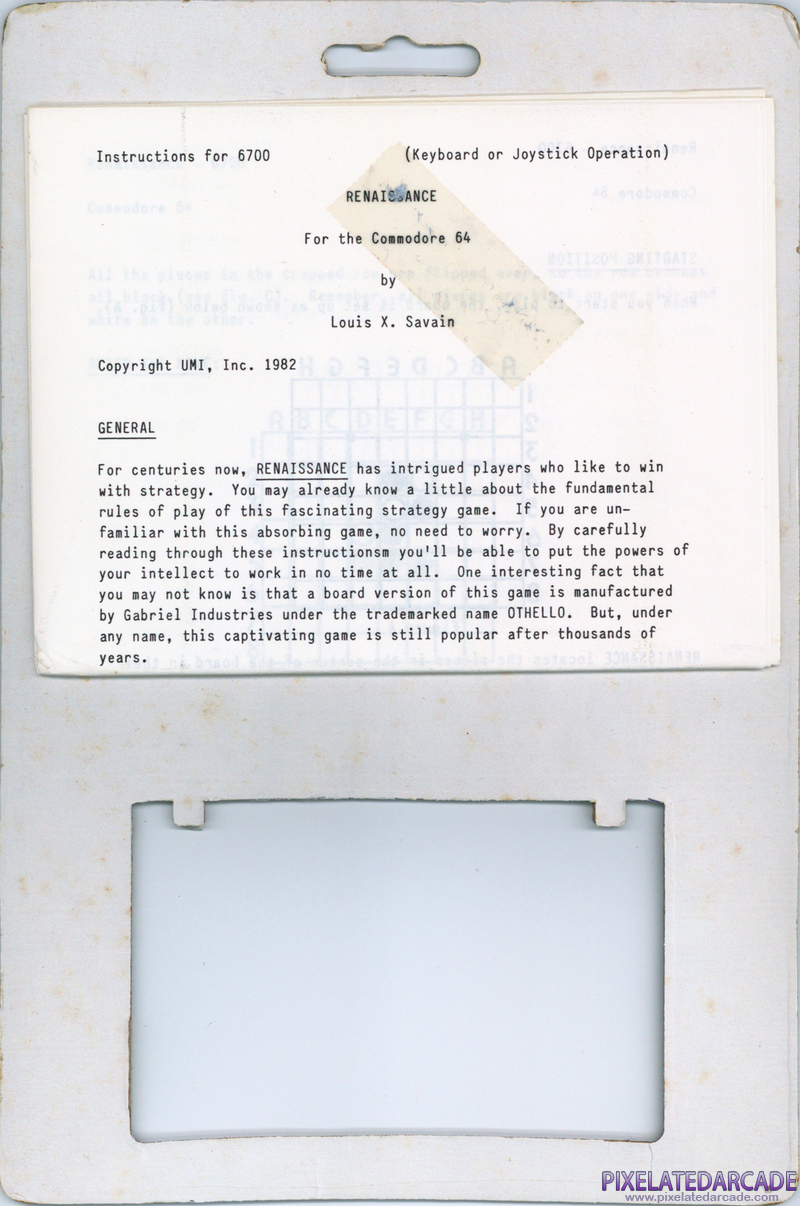 Instructions for 6700 (Keyboard or Joystick Operation)
RENAISSANCE
For the Commodore 64
by
Louis X. Savain
Copyright UMI, Inc. 1982
GENERAL
For centuries now, RENAISSANCE has intrigued players who like to win
with strategy. You may already know a little about the fundamental
rules of play of this fascinating strategy game. If you are un-
familiar with this absorbing game, no need to worry. By carefully
reading through these instructionsm you'll be able to put the powers of
your intellect to work in no time at all. One interesting fact that
you may not know is that a board version of this game is manufactured
by Gabriel Industries under the trademarked name OTHELLO. But, under
any name, this captivating game is still popular after thousands of
years.
PIXELATEDARCADE
www.pixelatedarcade.com